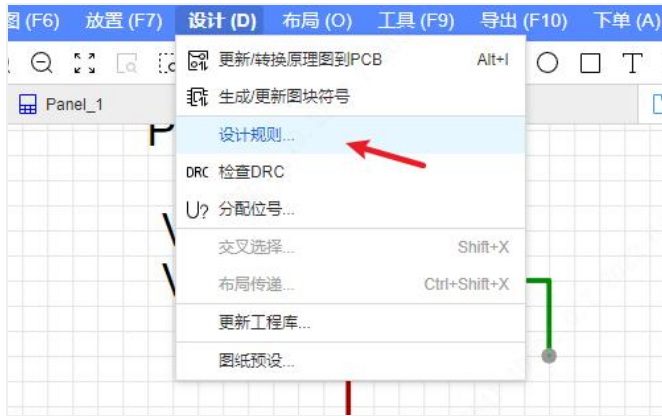 图 (F6) 放置 (F7) 设计 (D) 布局 (O) 工具 (F9) 导出 (F10) 下单 (A)
更新/转换原理图到PCB Alt+I
生成/更新图块符号
Panel_1
设计规则...
DRC 检查DRC
U? 分配位号...
交叉选择... Shift+X
布局传递... Ctrl+Shift+X
更新工程库...
图纸预设...